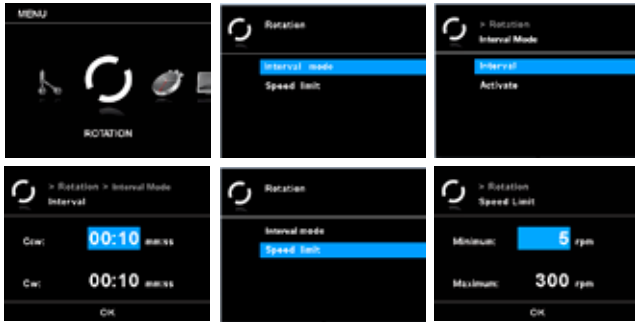 MENU
ROTATION
Rotation
Interval mode
Speed limit
> Rotation
Interval Mode
Interval
Activate
> Rotation > Interval Mode
Interval
Ccw: 00:10 mm:ss
Cw: 00:10 mm:ss
OK
Rotation
Interval mode
Speed limit
> Rotation
Speed Limit
Minimum: 5 rpm
Maximum: 300 rpm
OK